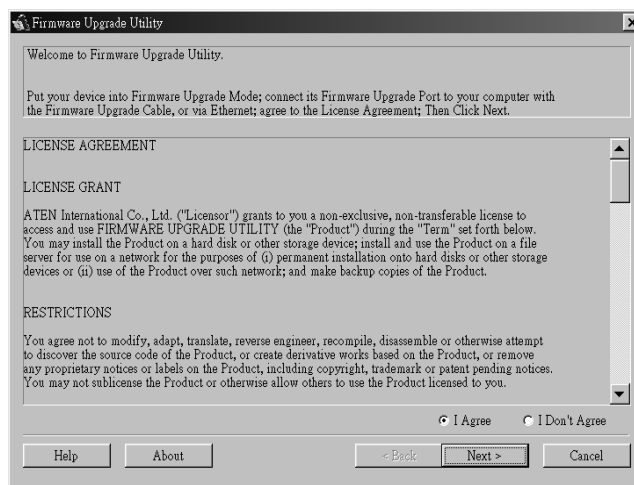 Firmware Upgrade Utility
Welcome to Firmware Upgrade Utility.
Put your device into Firmware Upgrade Mode; connect its Firmware Upgrade Port to your computer with
the Firmware Upgrade Cable, or via Ethernet; agree to the License Agreement; Then Click Next.
LICENSE AGREEMENT
LICENSE GRANT
ATEN International Co., Ltd. ("Licensor") grants to you a non-exclusive, non-transferable license to
access and use FIRMWARE UPGRADE UTILITY (the "Product") during the "Term" set forth below.
You may install the Product on a hard disk or other storage device; install and use the Product on a file
server for use on a network for the purposes of (i) permanent installation onto hard disks or other storage
devices or (ii) use of the Product over such network; and make backup copies of the Product.
RESTRICTIONS
You agree not to modify, adapt, translate, reverse engineer, recompile, disassemble or otherwise attempt
to discover the source code of the Product, or create derivative works based on the Product, or remove
any proprietary notices or labels on the Product, including copyright, trademark or patent pending notices.
You may not sublicense the Product or otherwise allow others to use the Product licensed to you.
I Agree I Don't Agree
Help About < Back Next > Cancel